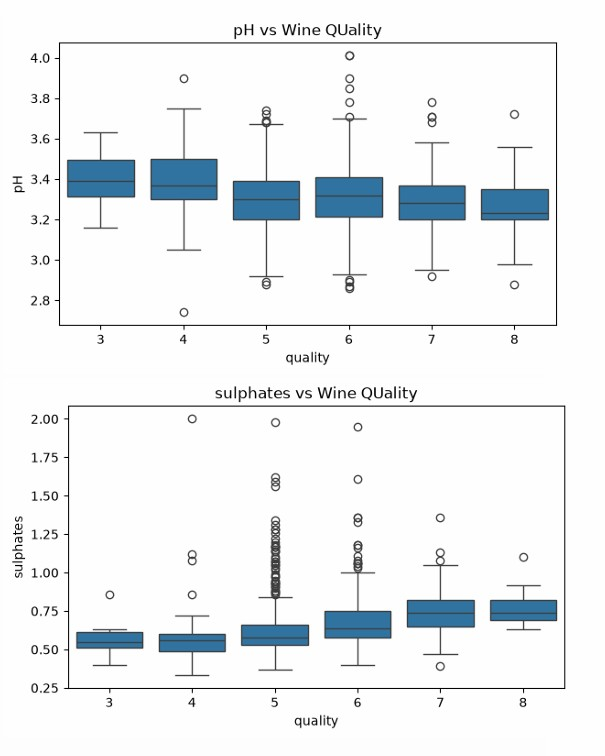 pH vs Wine QUality
4.0
3.8
3.6
3.4
3.2
3.0
2.8
pH
3 4 5 6 7 8
quality
sulphates vs Wine QUality
2.00
1.75
1.50
1.25
1.00
0.75
0.50
0.25
sulphates
3 4 5 6 7 8
quality